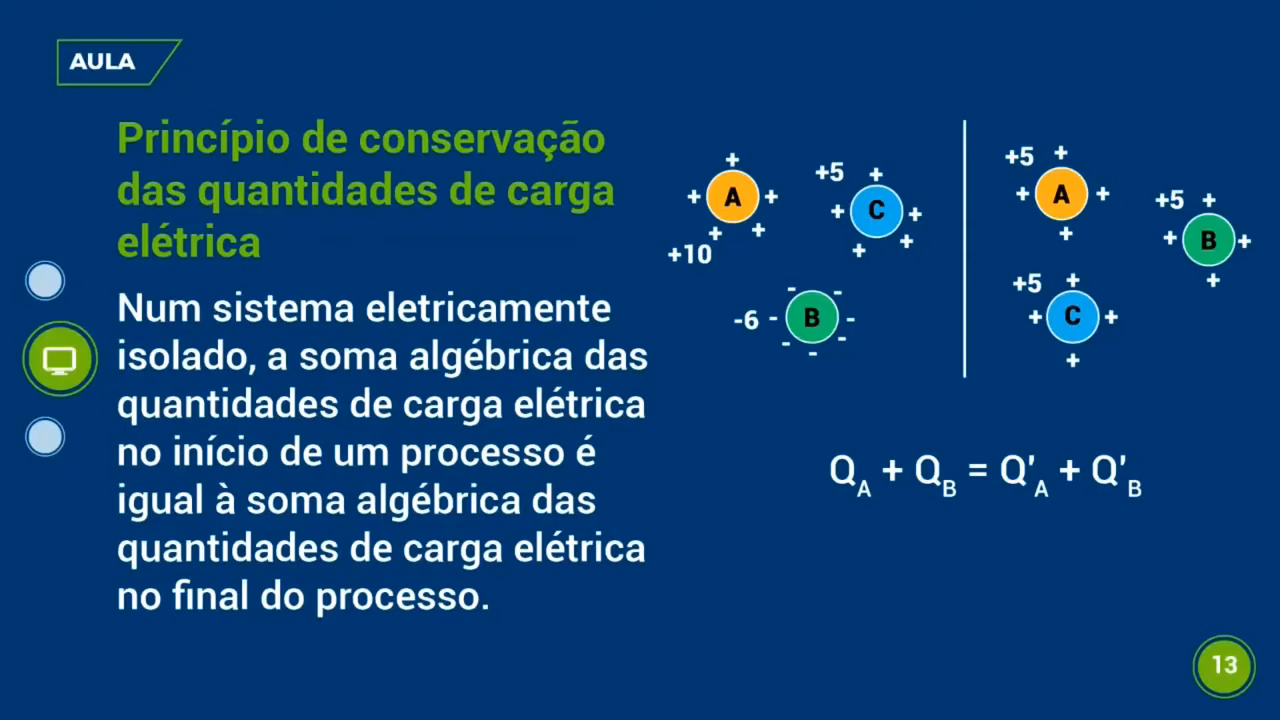 AULA
Princípio de conservação
das quantidades de carga
elétrica
Num sistema eletricamente
isolado, a soma algébrica das
quantidades de carga elétrica
no início de um processo é
igual à soma algébrica das
quantidades de carga elétrica
no final do processo.
+
+ A +
+ +
+10
+5 +
+ C +
+ +
- -
-6 - B -
- - -
+5 +
+ A +
+
+5 +
+ B +
+
+5 +
+ C +
+
Q_A + Q_B = Q'_A + Q'_B
13